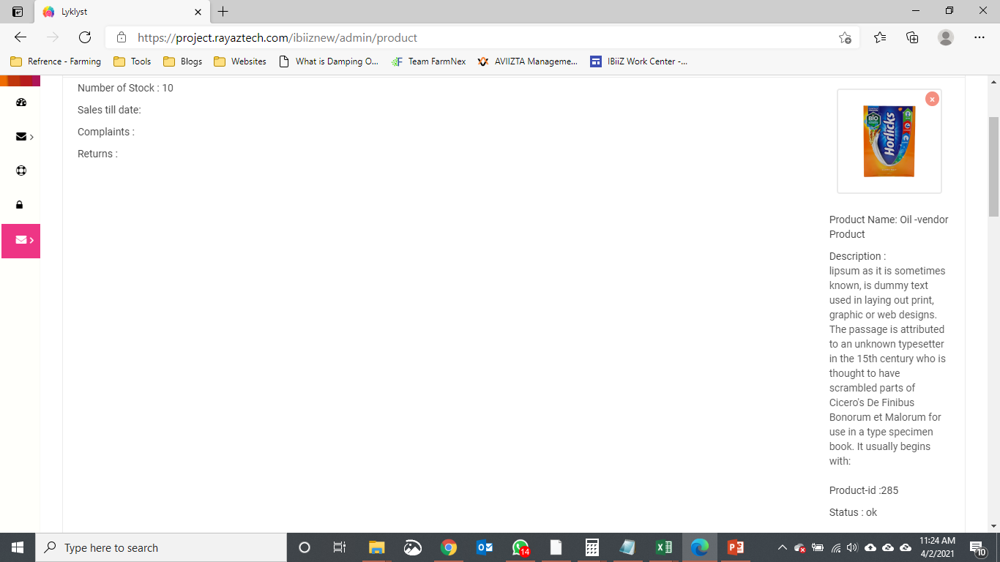 Lyklyst
https://project.rayaztech.com/ibiiznew/admin/product
Refrence - Farming
Tools
Blogs
Websites
What is Damping O...
Team FarmNex
AVIIZTA Manageme...
IBiiZ Work Center -...
Number of Stock : 10
Sales till date:
Complaints :
Returns :
BIO
Horlicks
Product Name: Oil -vendor
Product
Description :
lipsum as it is sometimes
known, is dummy text
used in laying out print,
graphic or web designs.
The passage is attributed
to an unknown typesetter
in the 15th century who is
thought to have
scrambled parts of
Cicero's De Finibus
Bonorum et Malorum for
use in a type specimen
book. It usually begins
with:
Product-id :285
Status : ok
Type here to search
14
11:24 AM
4/2/2021
10